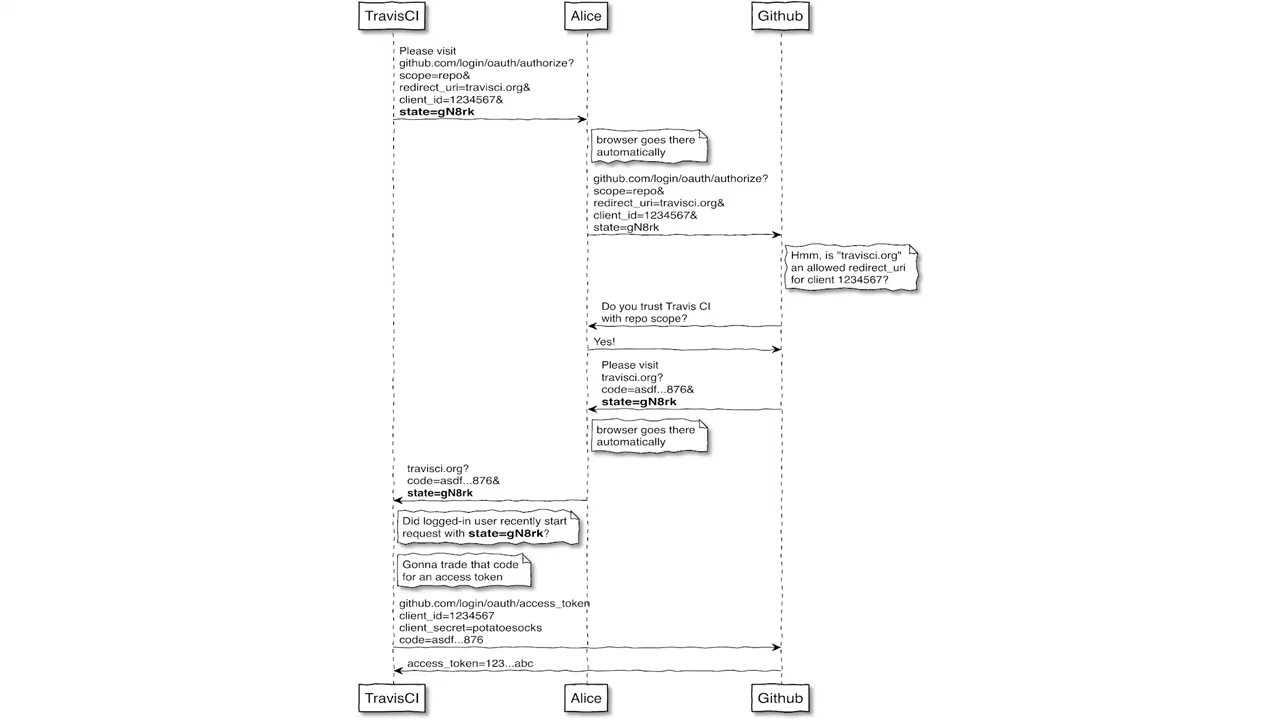 TravisCI
Alice
Github
Please visit
github.com/login/oauth/authorize?
scope=repo&
redirect_uri=travisci.org&
client_id=1234567&
state=gN8rk
browser goes there
automatically
github.com/login/oauth/authorize?
scope=repo&
redirect_uri=travisci.org&
client_id=1234567&
state=gN8rk
Hmm, is "travisci.org"
an allowed redirect_uri
for client 1234567?
Do you trust Travis CI
with repo scope?
Yes!
Please visit
travisci.org?
code=asdf...876&
state=gN8rk
browser goes there
automatically
travisci.org?
code=asdf...876&
state=gN8rk
Did logged-in user recently start
request with state=gN8rk?
Gonna trade that code
for an access token
github.com/login/oauth/access_token
client_id=1234567
client_secret=potatoesocks
code=asdf...876
access_token=123...abc
TravisCI
Alice
Github